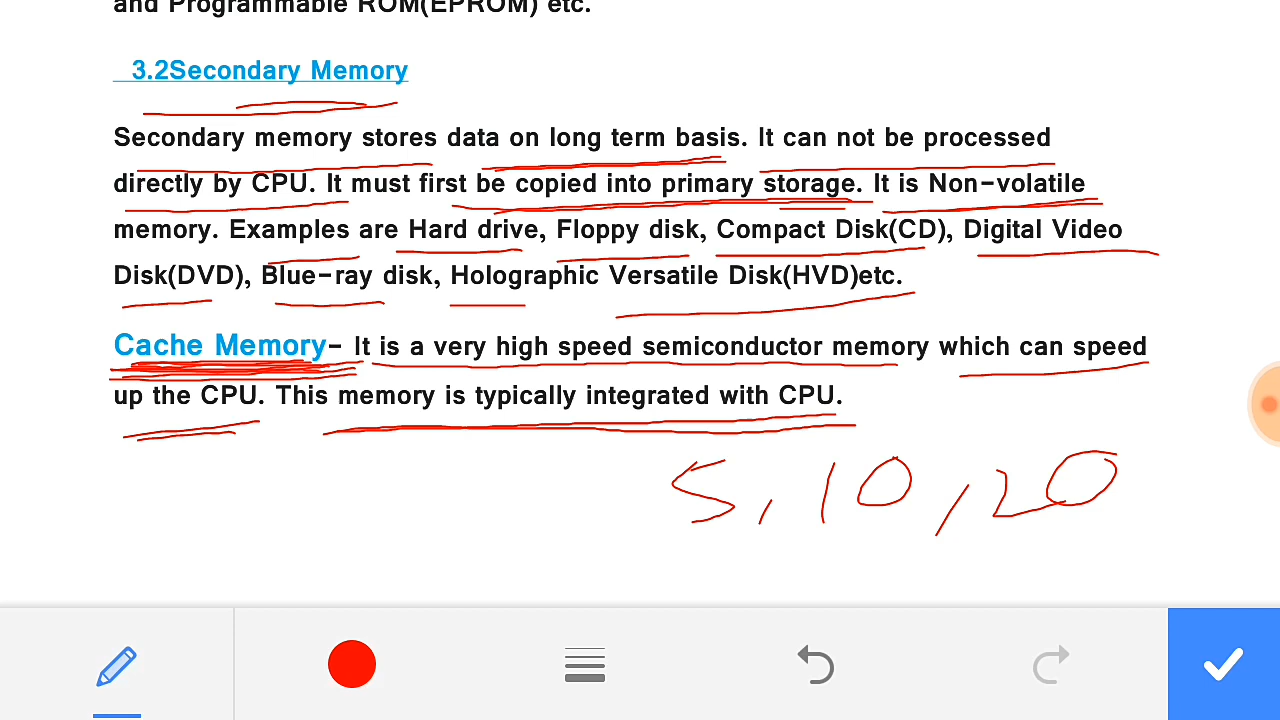 and Programmable ROM(EPROM) etc.
3.2Secondary Memory
Secondary memory stores data on long term basis. It can not be processed
directly by CPU. It must first be copied into primary storage. It is Non-volatile
memory. Examples are Hard drive, Floppy disk, Compact Disk(CD), Digital Video
Disk(DVD), Blue-ray disk, Holographic Versatile Disk(HVD)etc.
Cache Memory- It is a very high speed semiconductor memory which can speed
up the CPU. This memory is typically integrated with CPU.
5, 10, 20